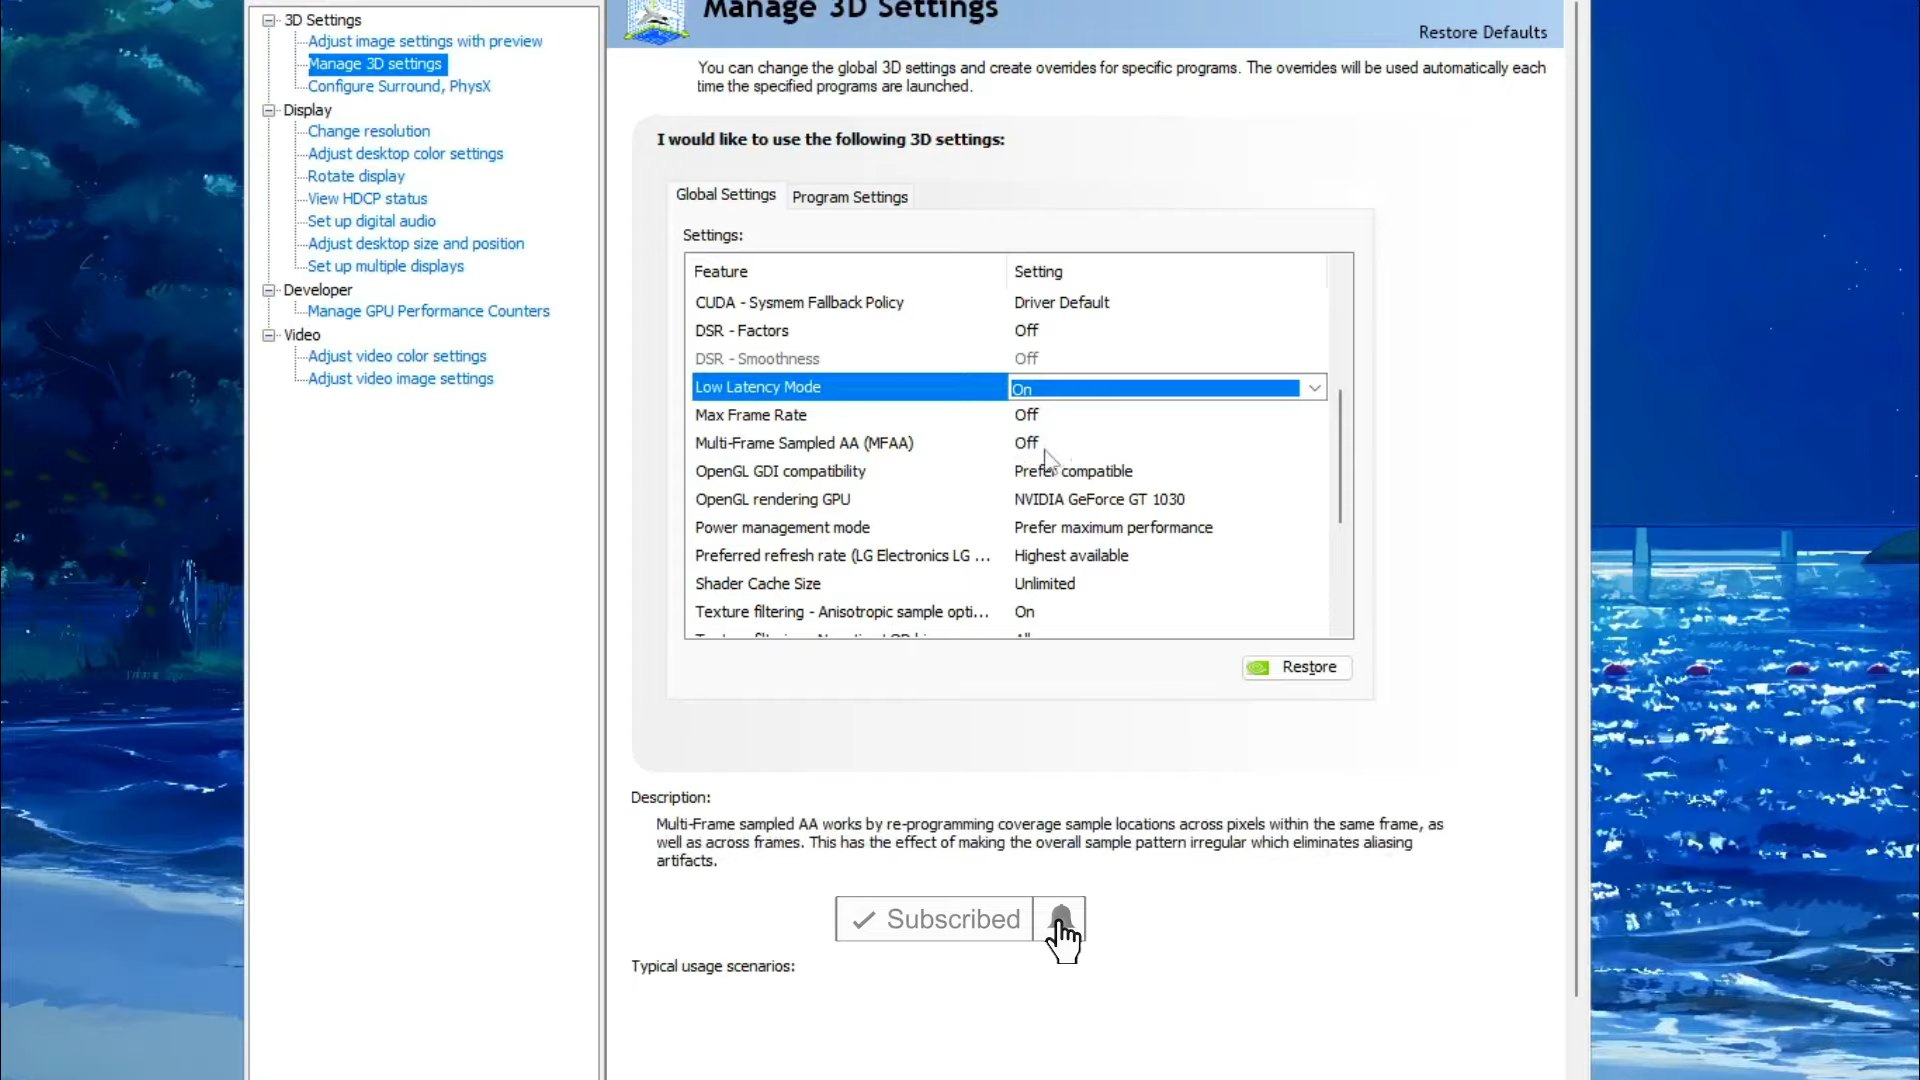 3D Settings
Adjust image settings with preview
Manage 3D settings
Configure Surround, PhysX
Display
Change resolution
Adjust desktop color settings
Rotate display
View HDCP status
Set up digital audio
Adjust desktop size and position
Set up multiple displays
Developer
Manage GPU Performance Counters
Video
Adjust video color settings
Adjust video image settings
Manage 3D Settings
Restore Defaults
You can change the global 3D settings and create overrides for specific programs. The overrides will be used automatically each
time the specified programs are launched.
I would like to use the following 3D settings:
Global Settings
Program Settings
Settings:
Feature Setting
CUDA - Sysmem Fallback Policy Driver Default
DSR - Factors Off
DSR - Smoothness Off
Low Latency Mode On
Max Frame Rate Off
Multi-Frame Sampled AA (MFAA) Off
OpenGL GDI compatibility Prefer compatible
OpenGL rendering GPU NVIDIA GeForce GT 1030
Power management mode Prefer maximum performance
Preferred refresh rate (LG Electronics LG ... Highest available
Shader Cache Size Unlimited
Texture filtering - Anisotropic sample opti... On
Restore
Description:
Multi-Frame sampled AA works by re-programming coverage sample locations across pixels within the same frame, as
well as across frames. This has the effect of making the overall sample pattern irregular which eliminates aliasing
artifacts.
Subscribed
Typical usage scenarios: